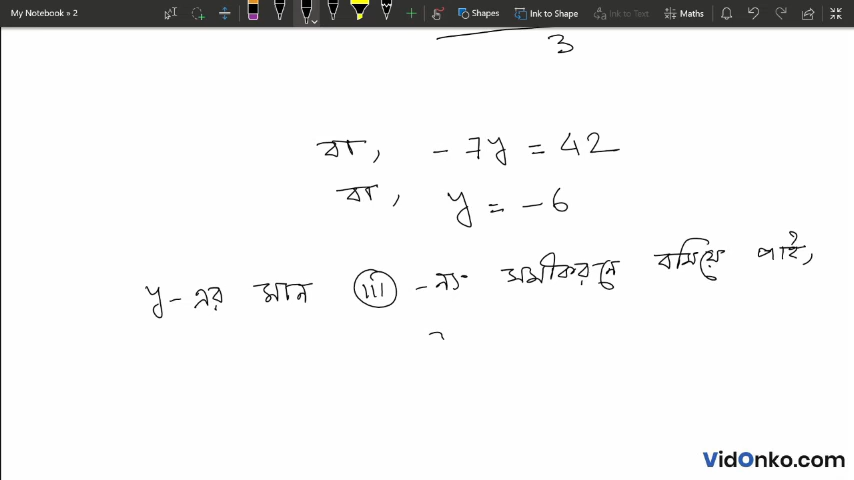 My Notebook » 2 Shapes Ink to Shape Ink to Text Maths
3
বা, - 7y = 42
বা, y = - 6
y - এর মান (iii) - নং সমীকরনে বসিয়ে পাই,
VidOnko.com